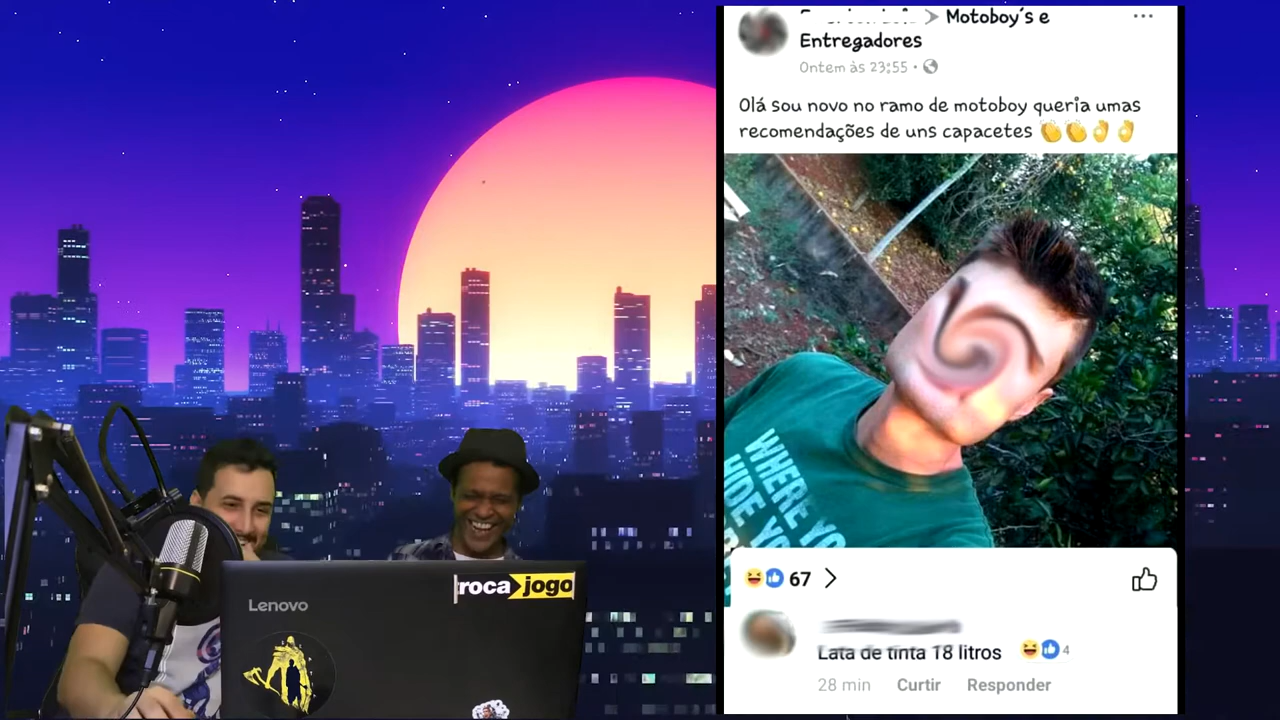 Motoboy's e
Entregadores
Ontem às 23:55
Olá sou novo no ramo de motoboy queria umas
recomendações de uns capacetes 👏👏👌👌
WHERE YO
HIDE YO
67
Lata de tinta 18 litros
4
28 min Curtir Responder
Lenovo
Troca jogo